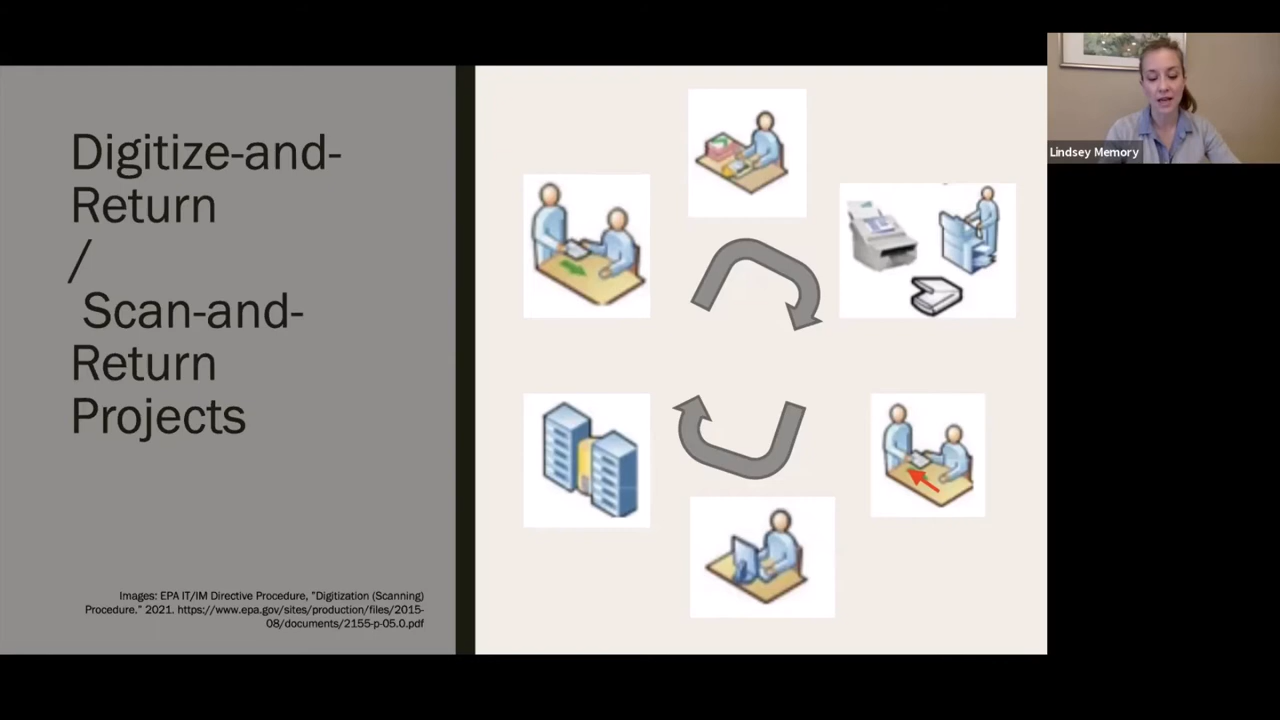 Digitize-and-
Return
/
Scan-and-
Return
Projects
Images: EPA IT/IM Directive Procedure, "Digitization (Scanning)
Procedure." 2021. https://www.epa.gov/sites/production/files/2015-
08/documents/2155-p-05.0.pdf
Lindsey Memory